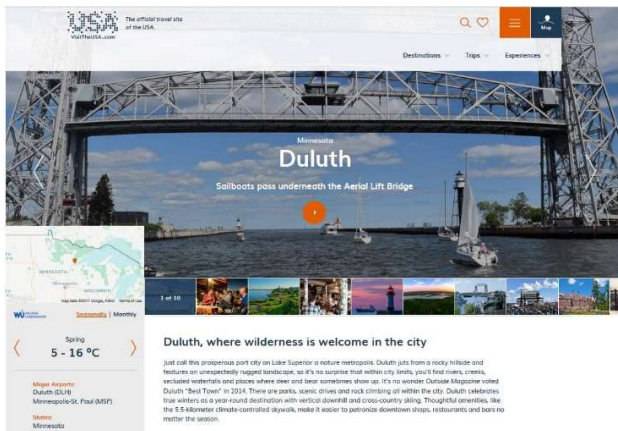 USA
VisitTheUSA.com
The official travel site
of the USA.
Map
Destinations
Trips
Experiences
Minnesota
Duluth
Sailboats pass underneath the Aerial Lift Bridge
MINNESOTA
Minneapolis
WISCONSIN
Terms of Use
1 of 10
Seasonally | Monthly
Spring
5 - 16 ºC
Major Airports:
Duluth (DLH)
Minneapolis-St. Paul (MSP)
States:
Minnesota
Duluth, where wilderness is welcome in the city
Just call this prosperous port city on Lake Superior a nature metropolis. Duluth juts from a rocky hillside and
features an unexpectedly rugged landscape, so it's no surprise that within city limits, you'll find rivers, creeks,
secluded waterfalls and places where deer and bear sometimes show up. It's no wonder Outside Magazine voted
Duluth "Best Town" in 2014. There are parks, scenic drives and rock climbing all within the city. Duluth celebrates
true winters as a year-round destination with vertical downhill and cross-country skiing. Thoughtful amenities, like
the 5.5-kilometer climate-controlled skywalk, make it easier to patronize downtown shops, restaurants and bars no
matter the season.